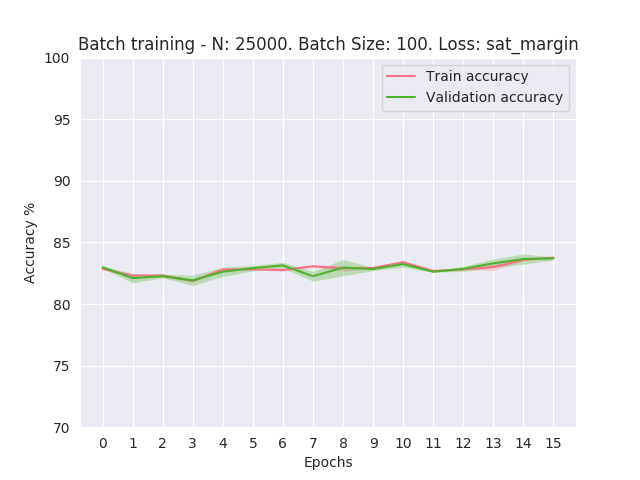 Batch training - N: 25000. Batch Size: 100. Loss: sat_margin
Train accuracy
Validation accuracy
Accuracy %
100
95
90
85
80
75
70
0 1 2 3 4 5 6 7 8 9 10 11 12 13 14 15
Epochs